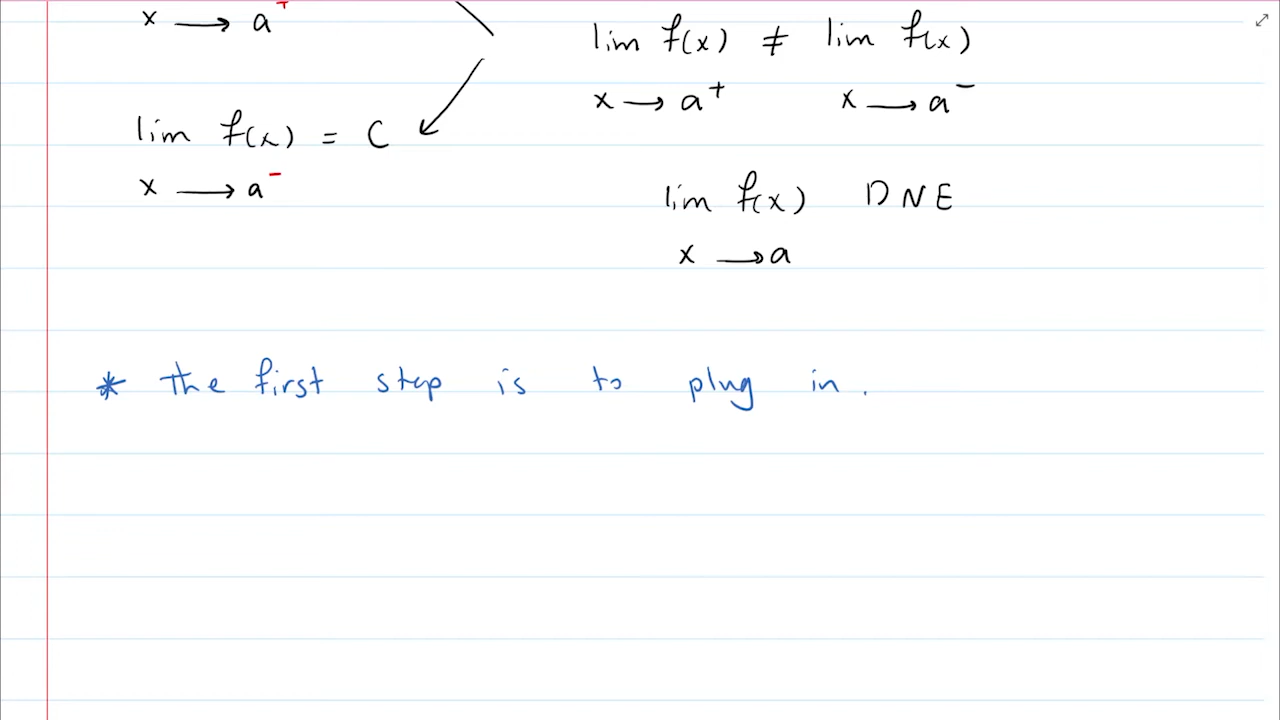 x → a⁺
lim f(x) = C
x → a⁻
lim f(x) ≠ lim f(x)
x → a⁺ x → a⁻
lim f(x) DNE
x → a
* The first step is to plug in.